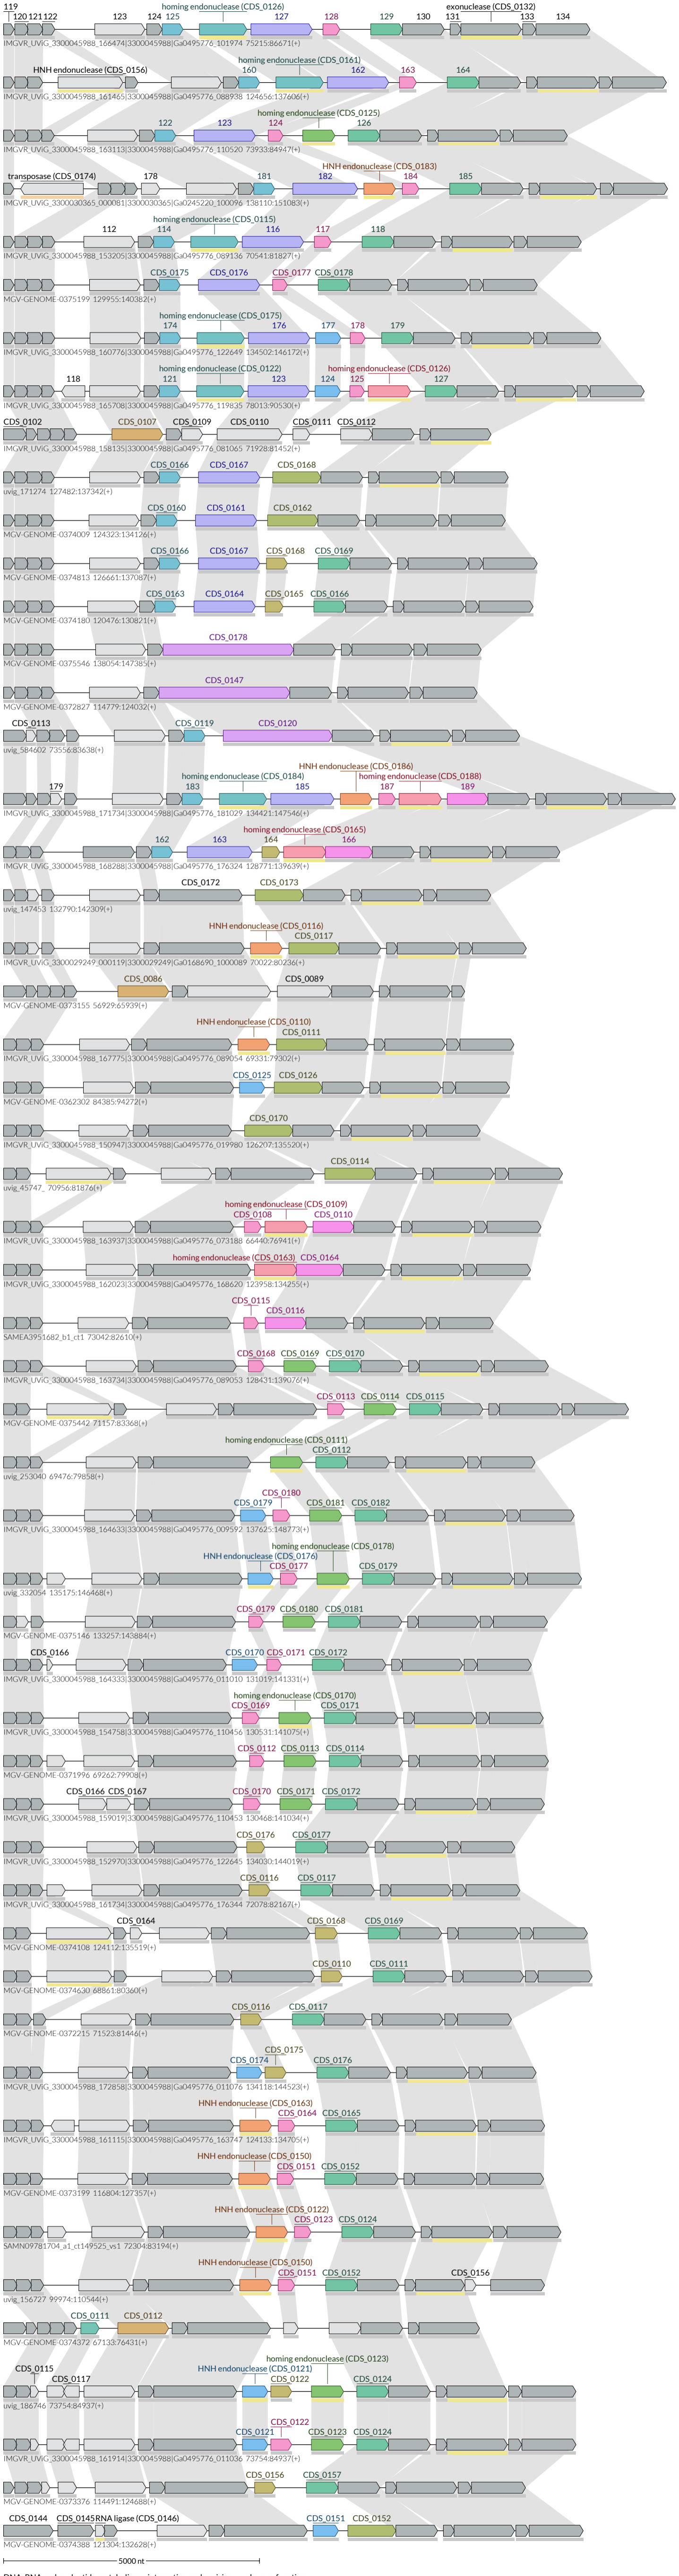 119
homing endonuclease (CDS_0126)
exonuclease (CDS_0132)
120 121 122 123 124 125 127 128 129 130 131 133 134
IMGVR_UViG_3300045988_166474|3300045988|Ga0495776_101974 75215:86671(+)
homing endonuclease (CDS_0161)
HNH endonuclease (CDS_0156) 160 162 163 164
IMGVR_UViG_3300045988_161465|3300045988|Ga0495776_088938 124656:137606(+)
homing endonuclease (CDS_0125)
122 123 124 126
IMGVR_UViG_3300045988_163113|3300045988|Ga0495776_110520 73933:84947(+)
HNH endonuclease (CDS_0183)
transposase (CDS_0174) 178 181 182 184 185
IMGVR_UViG_3300030365_000081|3300030365|Ga0245220_100096 138110:151083(+)
homing endonuclease (CDS_0115)
112 114 116 117 118
IMGVR_UViG_3300045988_153205|3300045988|Ga0495776_089136 70541:81827(+)
CDS_0175 CDS_0176 CDS_0177 CDS_0178
MGV-GENOME-0375199 129955:140382(+)
homing endonuclease (CDS_0175)
174 176 177 178 179
IMGVR_UViG_3300045988_160776|3300045988|Ga0495776_122649 134502:146172(+)
homing endonuclease (CDS_0122) homing endonuclease (CDS_0126)
118 121 123 124 125 127
IMGVR_UViG_3300045988_165708|3300045988|Ga0495776_119835 78013:90530(+)
CDS_0102 CDS_0107 CDS_0109 CDS_0110 CDS_0111 CDS_0112
IMGVR_UViG_3300045988_158135|3300045988|Ga0495776_081065 71928:81452(+)
CDS_0166 CDS_0167 CDS_0168
uvig_171274 127482:137342(+)
CDS_0160 CDS_0161 CDS_0162
MGV-GENOME-0374009 124323:134126(+)
CDS_0166 CDS_0167 CDS_0168 CDS_0169
MGV-GENOME-0374813 126661:137087(+)
CDS_0163 CDS_0164 CDS_0165 CDS_0166
MGV-GENOME-0374180 120476:130821(+)
CDS_0178
MGV-GENOME-0375546 138054:147385(+)
CDS_0147
MGV-GENOME-0372827 114779:124032(+)
CDS_0113 CDS_0119 CDS_0120
uvig_584602 73556:83638(+)
HNH endonuclease (CDS_0186)
homing endonuclease (CDS_0184) homing endonuclease (CDS_0188)
179 183 185 187 189
IMGVR_UViG_3300045988_171734|3300045988|Ga0495776_181029 134421:147546(+)
homing endonuclease (CDS_0165)
162 163 164 166
IMGVR_UViG_3300045988_168288|3300045988|Ga0495776_176324 128771:139639(+)
CDS_0172 CDS_0173
uvig_147453 132790:142309(+)
HNH endonuclease (CDS_0116)
CDS_0117
IMGVR_UViG_3300029249_000119|3300029249|Ga0168690_1000089 70022:80236(+)
CDS_0086 CDS_0089
MGV-GENOME-0373155 56929:65939(+)
HNH endonuclease (CDS_0110)
CDS_0111
IMGVR_UViG_3300045988_167775|3300045988|Ga0495776_089054 69331:79302(+)
CDS_0125 CDS_0126
MGV-GENOME-0362302 84385:94272(+)
CDS_0170
IMGVR_UViG_3300045988_150947|3300045988|Ga0495776_019980 126207:135520(+)
CDS_0114
uvig_45747_ 70956:81876(+)
homing endonuclease (CDS_0109)
CDS_0108 CDS_0110
IMGVR_UViG_3300045988_163937|3300045988|Ga0495776_073188 66440:76941(+)
homing endonuclease (CDS_0163) CDS_0164
IMGVR_UViG_3300045988_162023|3300045988|Ga0495776_168620 123958:134255(+)
CDS_0115
CDS_0116
SAMEA3951682_b1_ct1 73042:82610(+)
CDS_0168 CDS_0169 CDS_0170
IMGVR_UViG_3300045988_163734|3300045988|Ga0495776_089053 128431:139076(+)
CDS_0113 CDS_0114 CDS_0115
MGV-GENOME-0375442 71157:83368(+)
homing endonuclease (CDS_0111)
CDS_0112
uvig_253040 69476:79858(+)
CDS_0180
CDS_0179 CDS_0181 CDS_0182
IMGVR_UViG_3300045988_164633|3300045988|Ga0495776_009592 137625:148773(+)
homing endonuclease (CDS_0178)
HNH endonuclease (CDS_0176)
CDS_0177 CDS_0179
uvig_332054 135175:146468(+)
CDS_0179 CDS_0180 CDS_0181
MGV-GENOME-0375146 133257:143884(+)
CDS_0166 CDS_0170 CDS_0171 CDS_0172
IMGVR_UViG_3300045988_164333|3300045988|Ga0495776_011010 131019:141331(+)
homing endonuclease (CDS_0170)
CDS_0169 CDS_0171
IMGVR_UViG_3300045988_154758|3300045988|Ga0495776_110456 130531:141075(+)
CDS_0112 CDS_0113 CDS_0114
MGV-GENOME-0371996 69262:79908(+)
CDS_0166 CDS_0167 CDS_0170 CDS_0171 CDS_0172
IMGVR_UViG_3300045988_159019|3300045988|Ga0495776_110453 130468:141034(+)
CDS_0176 CDS_0177
IMGVR_UViG_3300045988_152970|3300045988|Ga0495776_122645 134030:144019(+)
CDS_0116 CDS_0117
IMGVR_UViG_3300045988_161734|3300045988|Ga0495776_176344 72078:82167(+)
CDS_0164 CDS_0168 CDS_0169
MGV-GENOME-0374108 124112:135519(+)
CDS_0110 CDS_0111
MGV-GENOME-0374630 68861:80360(+)
CDS_0116 CDS_0117
MGV-GENOME-0372215 71523:81446(+)
CDS_0175
CDS_0174 CDS_0176
IMGVR_UViG_3300045988_172858|3300045988|Ga0495776_011076 134118:144523(+)
HNH endonuclease (CDS_0163)
CDS_0164 CDS_0165
IMGVR_UViG_3300045988_161115|3300045988|Ga0495776_163747 124133:134705(+)
HNH endonuclease (CDS_0150)
CDS_0151 CDS_0152
MGV-GENOME-0373199 116804:127357(+)
HNH endonuclease (CDS_0122)
CDS_0123 CDS_0124
SAMN09781704_a1_ct149525_vs1 72304:83194(+)
HNH endonuclease (CDS_0150)
CDS_0151 CDS_0152 CDS_0156
uvig_156727 99974:110544(+)
CDS_0111 CDS_0112
MGV-GENOME-0374372 67133:76431(+)
homing endonuclease (CDS_0123)
CDS_0115 HNH endonuclease (CDS_0121)
CDS_0117 CDS_0122 CDS_0124
uvig_186746 73754:84937(+)
CDS_0122
CDS_0121 CDS_0123 CDS_0124
IMGVR_UViG_3300045988_161914|3300045988|Ga0495776_011036 73754:84937(+)
CDS_0156 CDS_0157
MGV-GENOME-0373376 114491:124688(+)
CDS_0144 CDS_0145 RNA ligase (CDS_0146) CDS_0151 CDS_0152
MGV-GENOME-0374388 121304:132628(+)
5000 nt